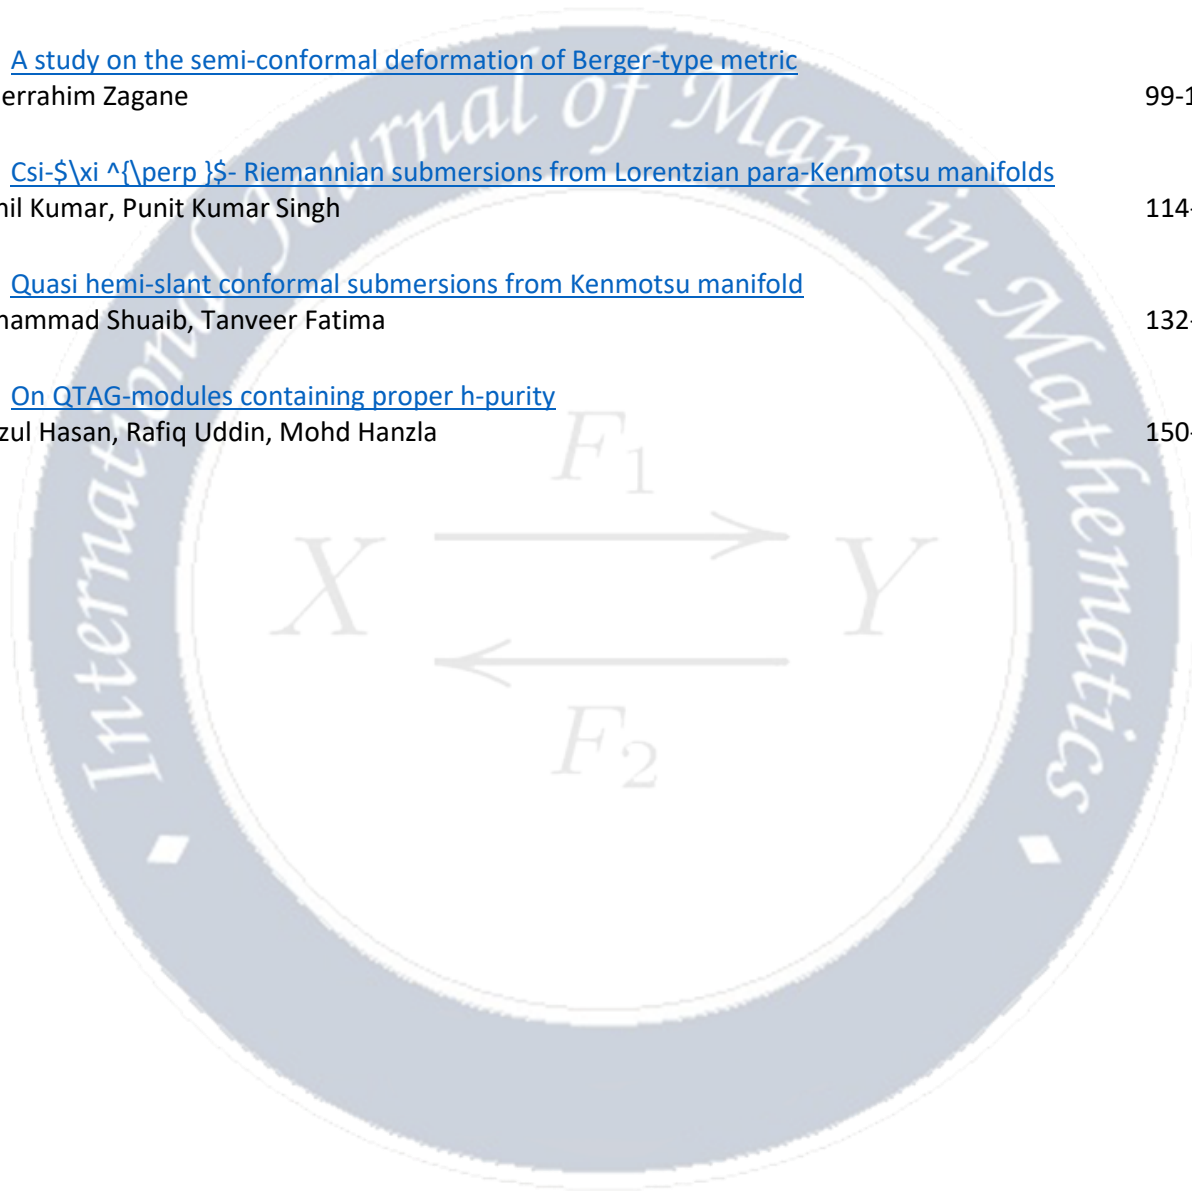 A study on the semi-conformal deformation of Berger-type metric
errahim Zagane 99-1
Csi-$\xi ^{\perp }$- Riemannian submersions from Lorentzian para-Kenmotsu manifolds
il Kumar, Punit Kumar Singh 114-
Quasi hemi-slant conformal submersions from Kenmotsu manifold
ammad Shuaib, Tanveer Fatima 132-
On QTAG-modules containing proper h-purity
zul Hasan, Rafiq Uddin, Mohd Hanzla 150-
International Journal of Maps in Mathematics
F₁
X Y
F₂